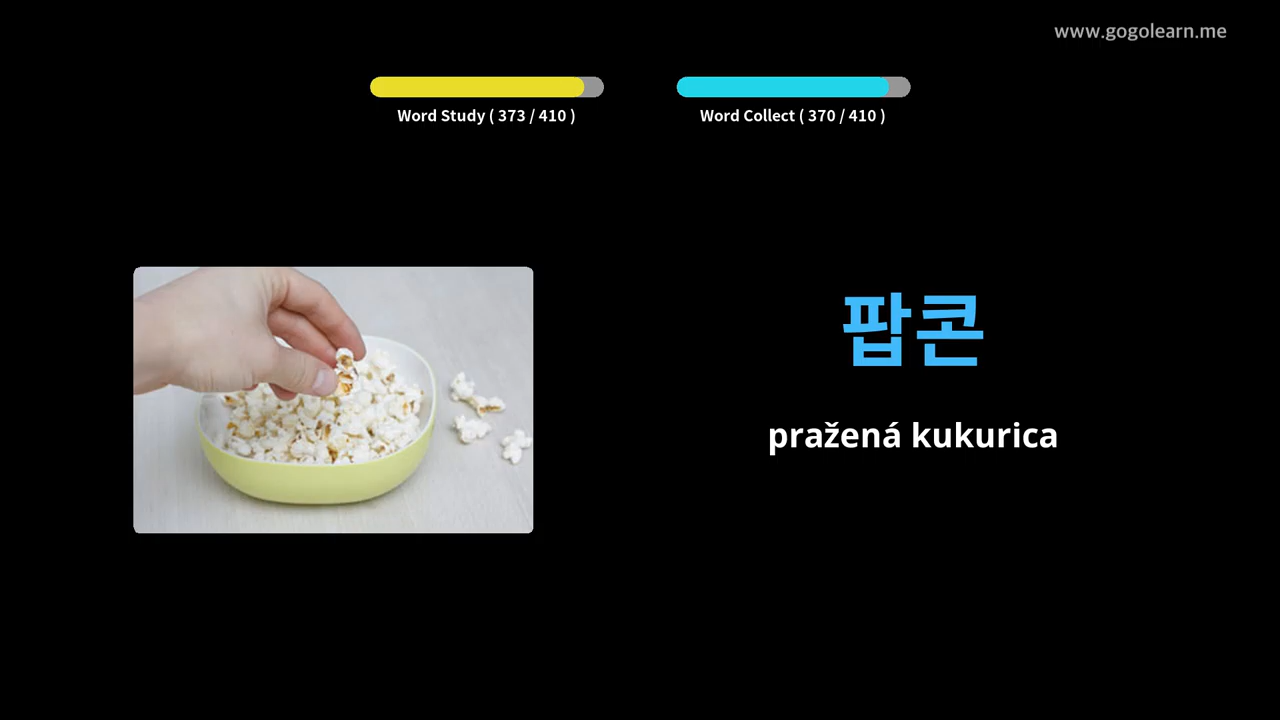 www.gogolearn.me
Word Study ( 373 / 410 )
Word Collect ( 370 / 410 )
팝콘
pražená kukurica